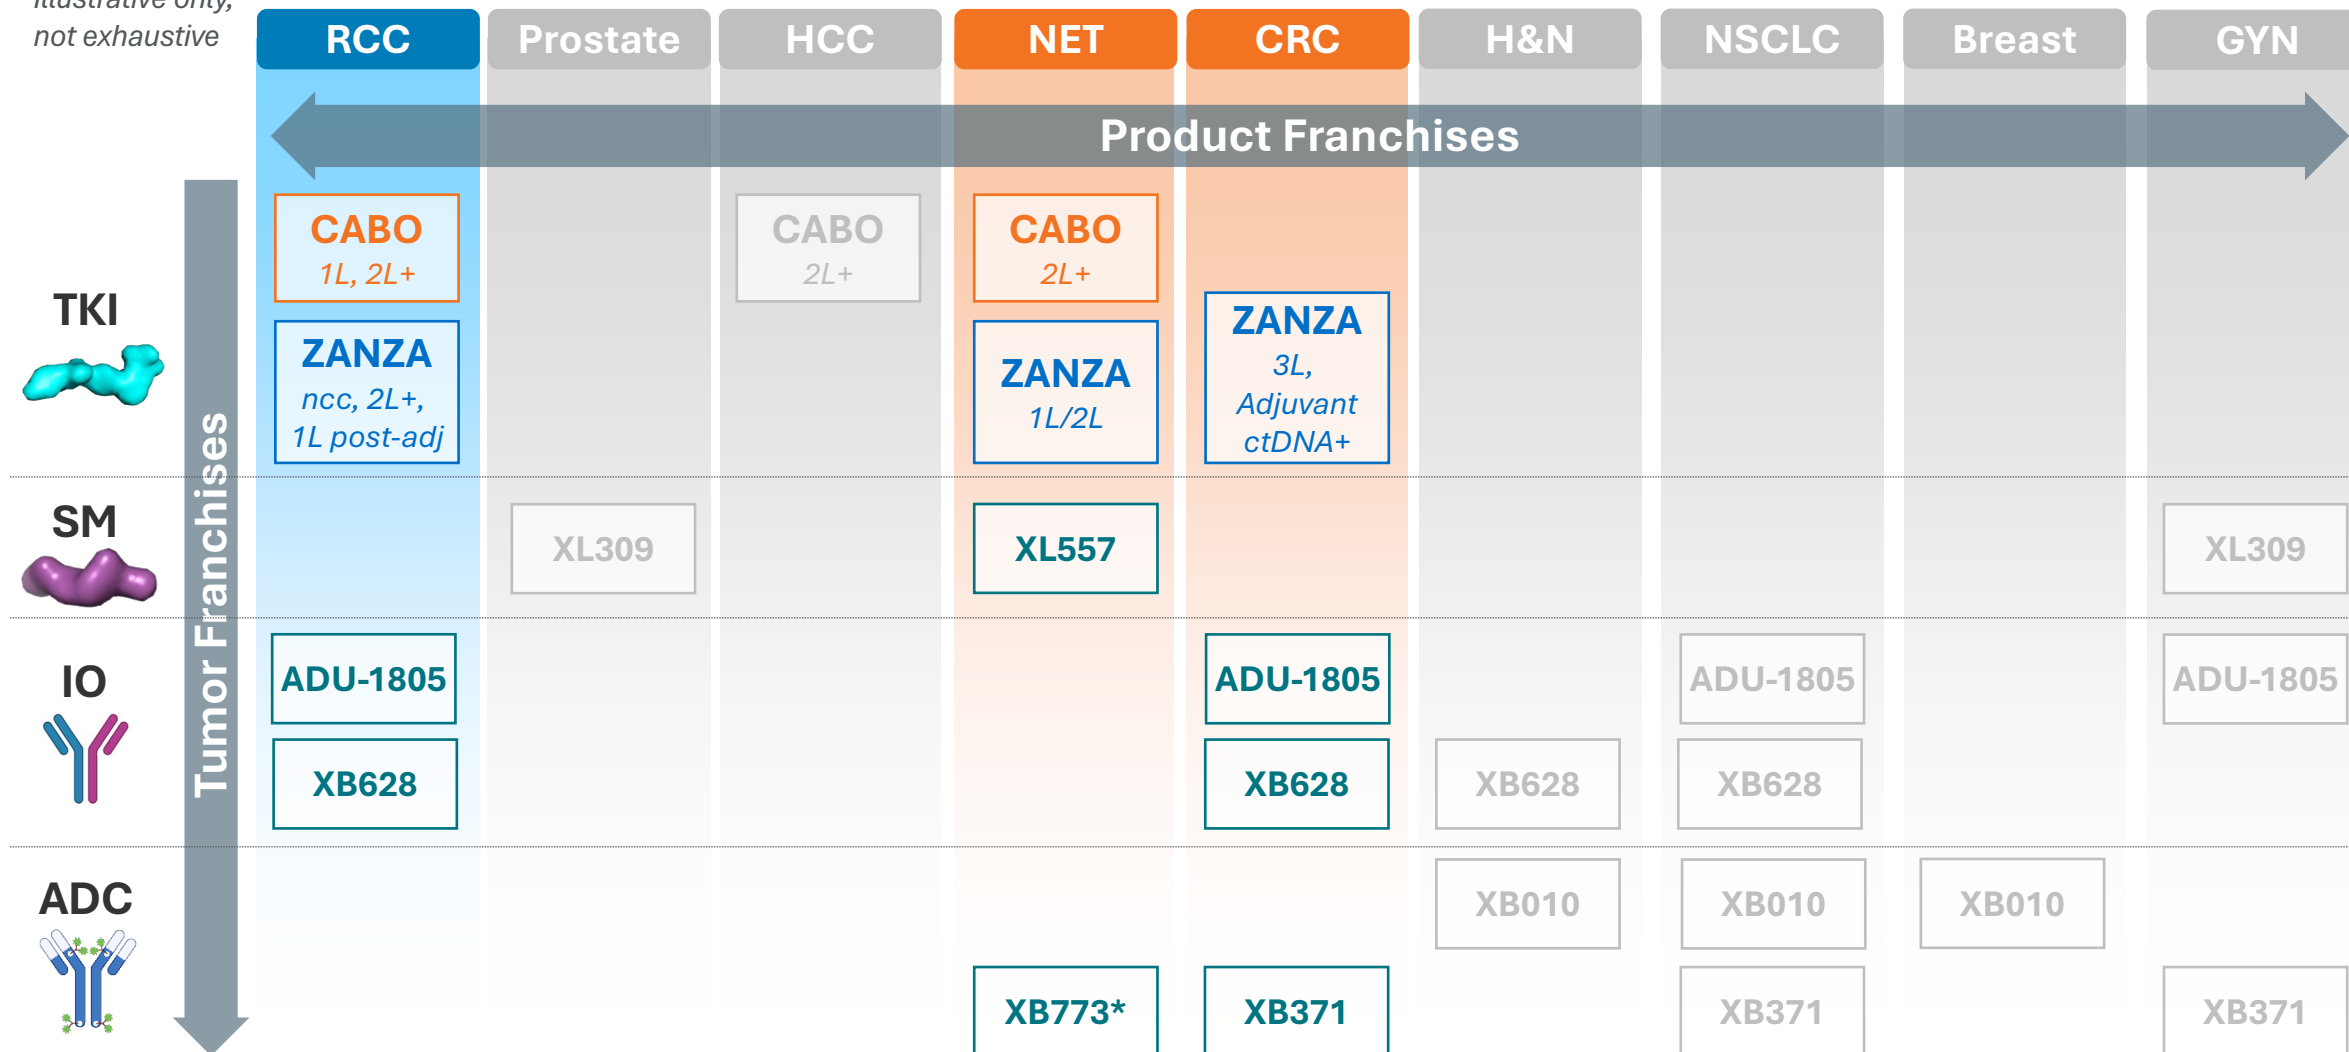 illustrative only,
not exhaustive
RCC
Prostate
HCC
NET
CRC
H&N
NSCLC
Breast
GYN
Product Franchises
Tumor Franchises
TKI
CABO
1L, 2L+
CABO
2L+
CABO
2L+
ZANZA
ncc, 2L+,
1L post-adj
ZANZA
1L/2L
ZANZA
3L,
Adjuvant
ctDNA+
SM
XL309
XL557
XL309
IO
ADU-1805
ADU-1805
ADU-1805
ADU-1805
XB628
XB628
XB628
XB628
ADC
XB010
XB010
XB010
XB773*
XB371
XB371
XB371